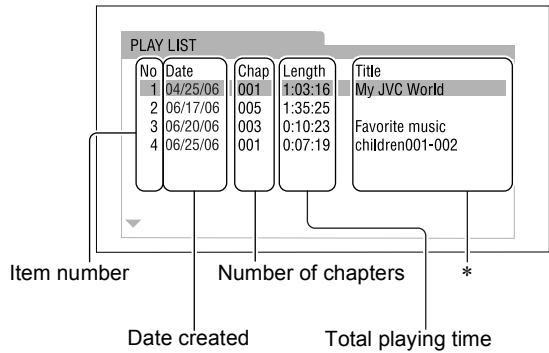 PLAY LIST
No Date Chap Length Title
1 04/25/06 001 1:03:16 My JVC World
2 06/17/06 005 1:35:25
3 06/20/06 003 0:10:23 Favorite music
4 06/25/06 001 0:07:19 children001-002
Item number Number of chapters *
Date created Total playing time